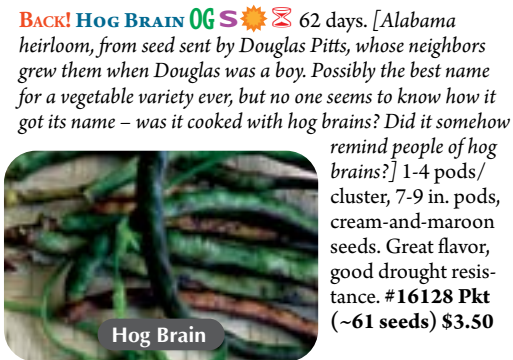 Back! Hog Brain OG S 62 days. [Alabama
heirloom, from seed sent by Douglas Pitts, whose neighbors
grew them when Douglas was a boy. Possibly the best name
for a vegetable variety ever, but no one seems to know how it
got its name – was it cooked with hog brains? Did it somehow
remind people of hog
brains?] 1-4 pods/
cluster, 7-9 in. pods,
cream-and-maroon
seeds. Great flavor,
good drought resis-
tance. #16128 Pkt
(~61 seeds) $3.50
Hog Brain